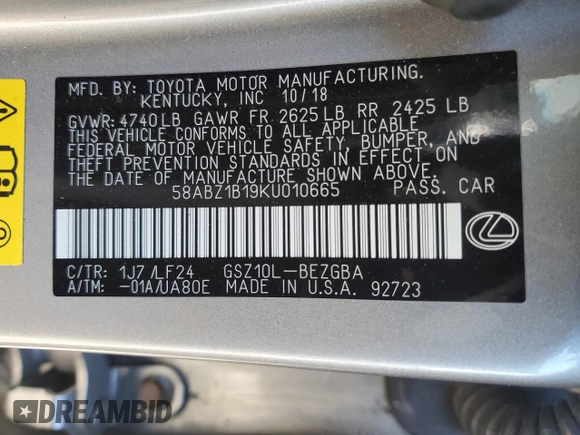 MFD. BY: TOYOTA MOTOR MANUFACTURING.
KENTUCKY, INC 10/18
GVWR: 4740LB GAWR FR 2625LB RR 2425 LB
THIS VEHICLE CONFORMS TO ALL APPLICABLE
FEDERAL MOTOR VEHICLE SAFETY, BUMPER, AND
THEFT PREVENTION STANDARDS IN EFFECT ON
THE DATE OF MANUFACTURE SHOWN ABOVE.
58ABZ1B19KU010665 PASS. CAR
C/TR: 1J7 /LF24 GSZ10L-BEZGBA
A/TM: -01A/UA80E MADE IN U.S.A. 92723
DREAMBID